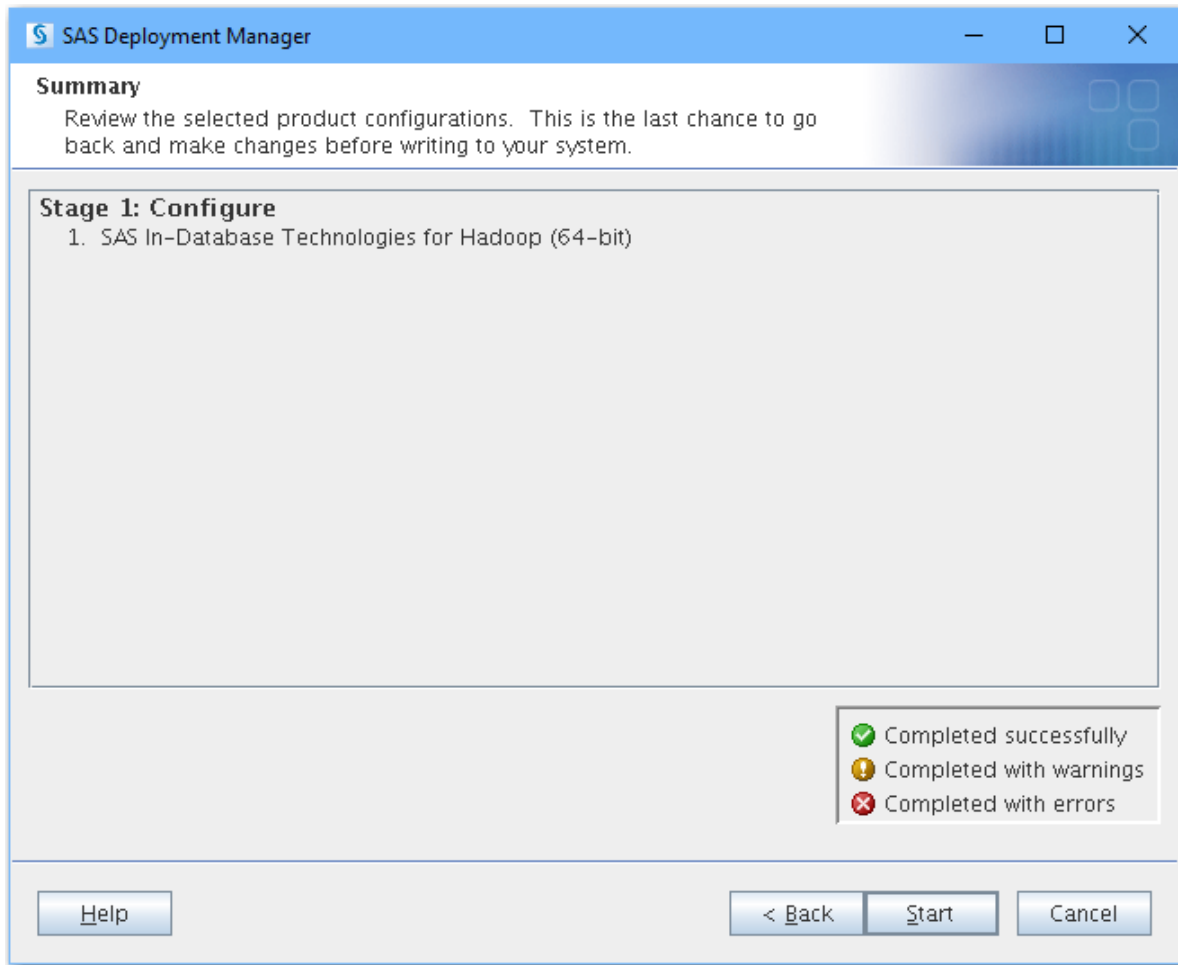 SAS Deployment Manager
Summary
Review the selected product configurations. This is the last chance to go
back and make changes before writing to your system.
Stage 1: Configure
1. SAS In-Database Technologies for Hadoop (64-bit)
Completed successfully
Completed with warnings
Completed with errors
Help
< Back
Start
Cancel